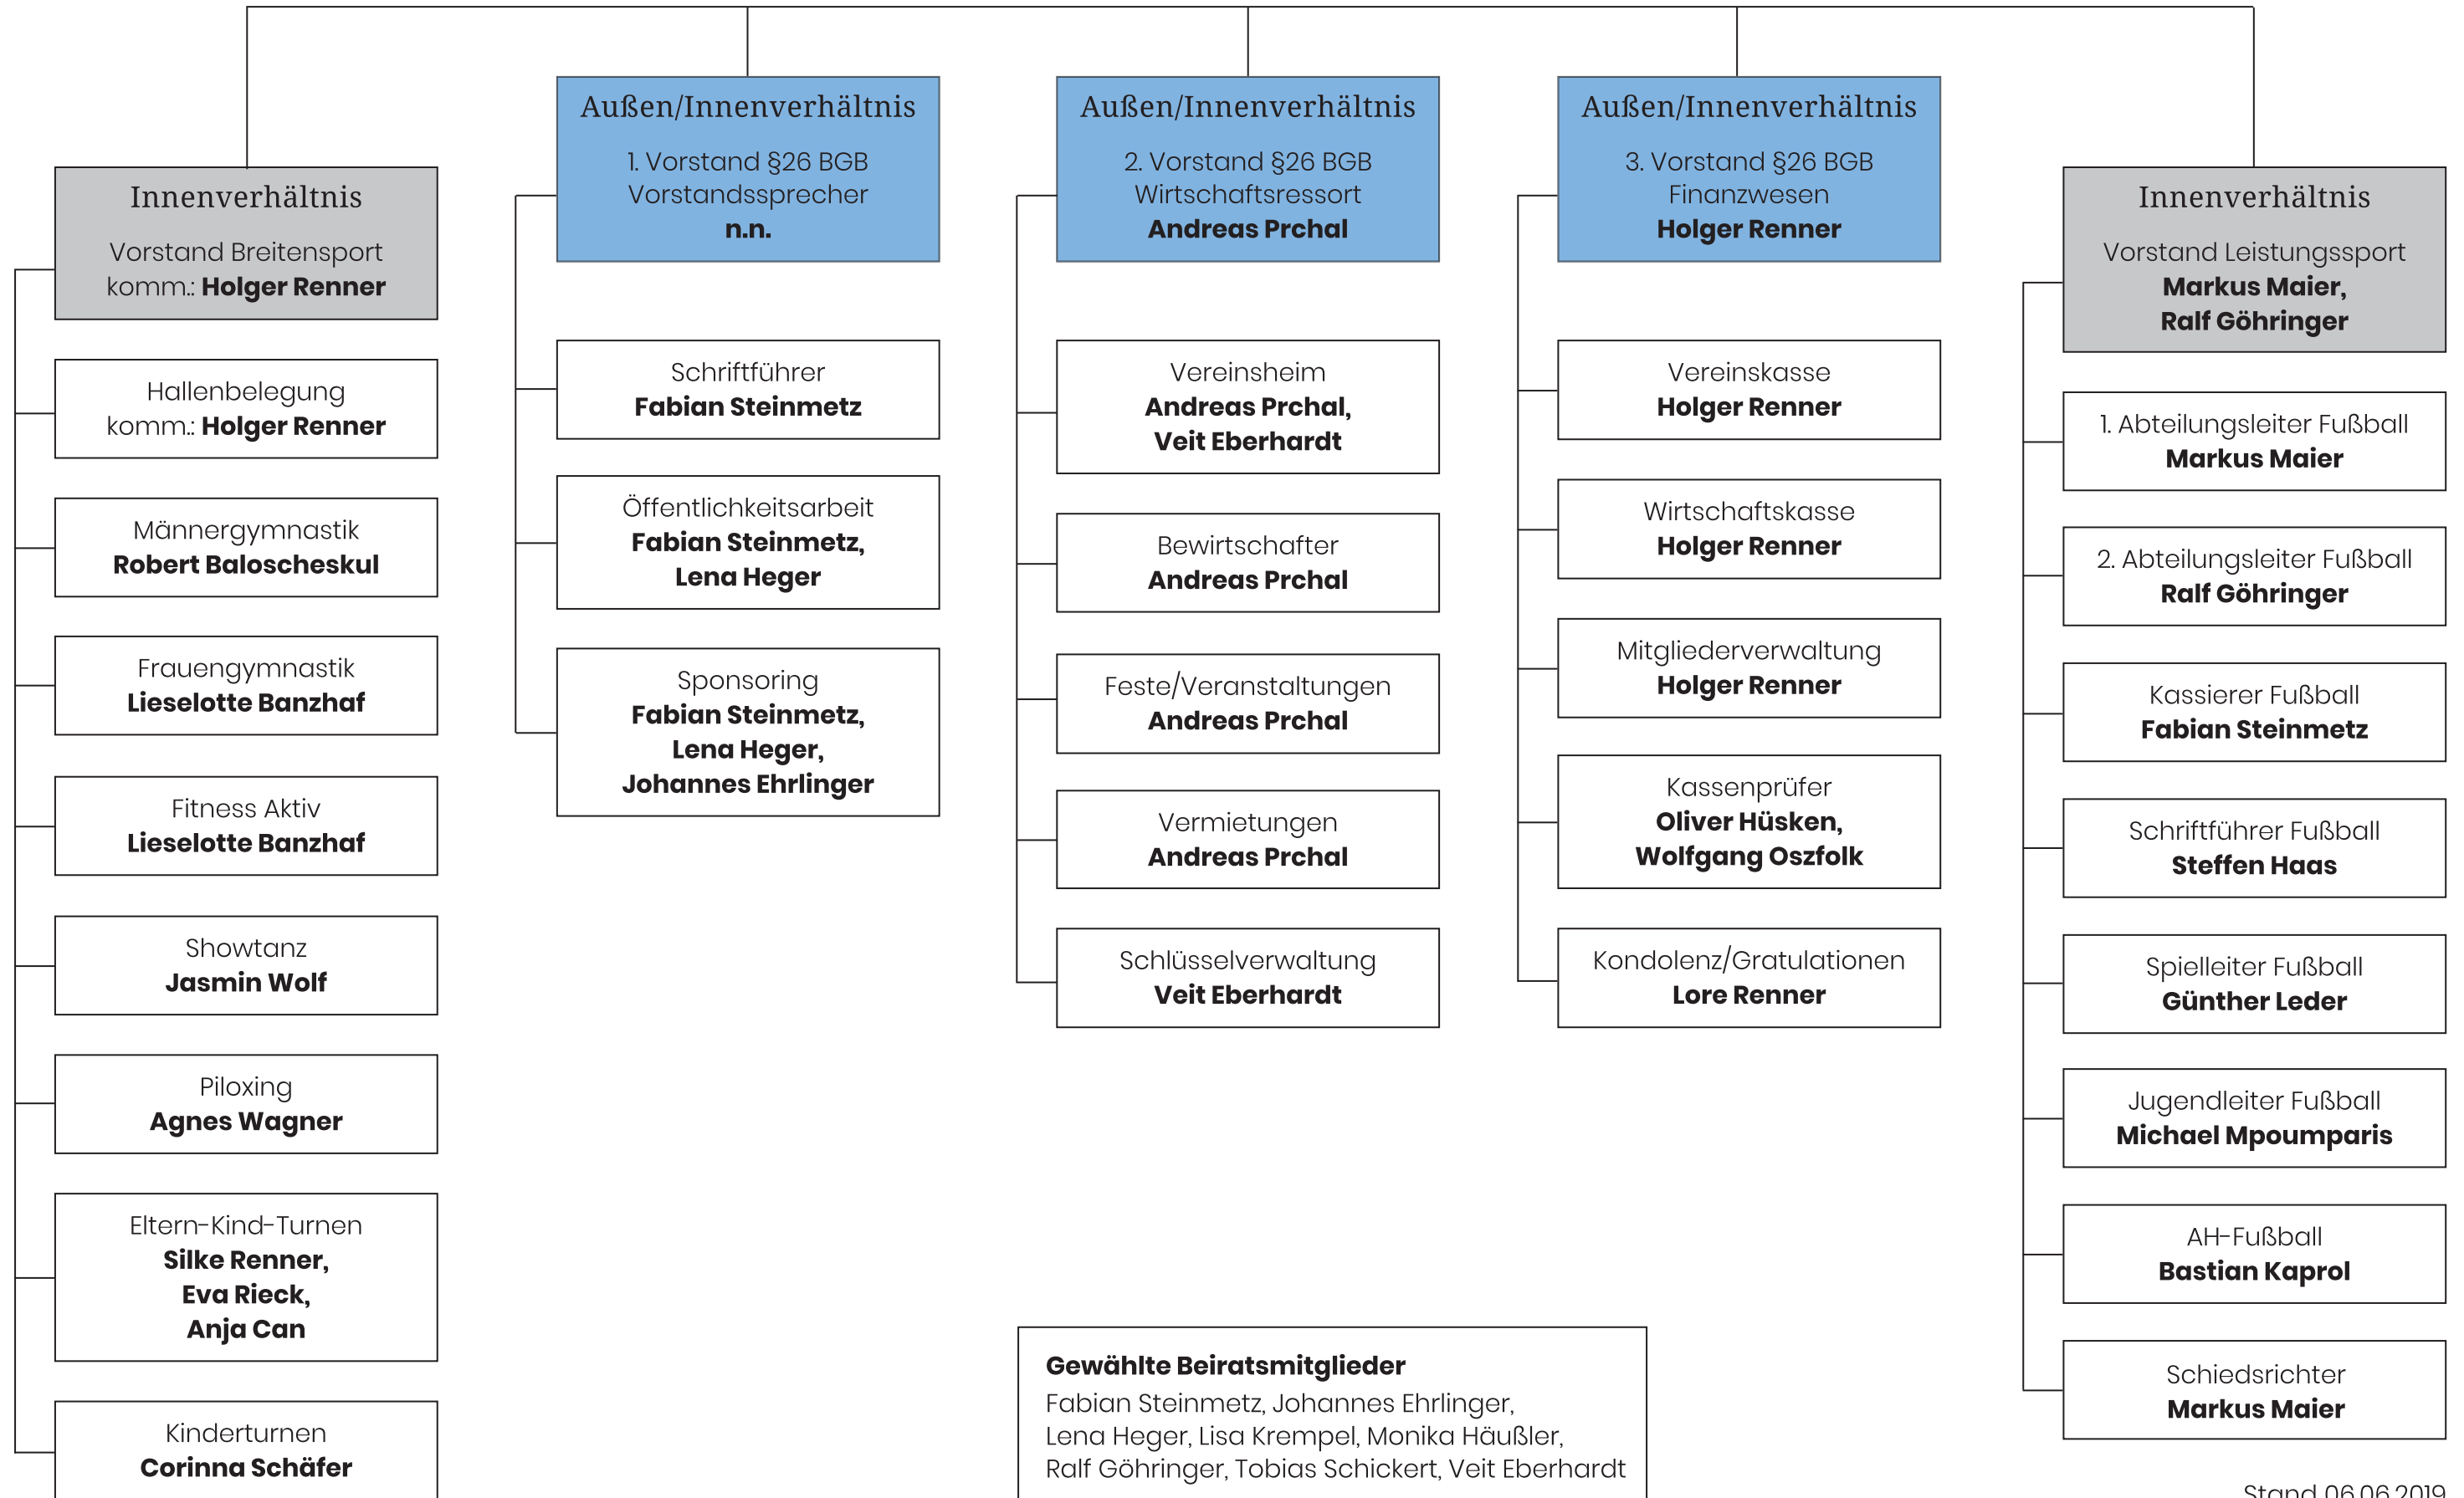 Innenverhältnis
Vorstand Breitensport
komm.: Holger Renner
Hallenbelegung
komm.: Holger Renner
Männergymnastik
Robert Baloscheskul
Frauengymnastik
Lieselotte Banzhaf
Fitness Aktiv
Lieselotte Banzhaf
Showtanz
Jasmin Wolf
Piloxing
Agnes Wagner
Eltern-Kind-Turnen
Silke Renner,
Eva Rieck,
Anja Can
Kinderturnen
Corinna Schäfer
Außen/Innenverhältnis
1. Vorstand §26 BGB
Vorstandssprecher
n.n.
Schriftführer
Fabian Steinmetz
Öffentlichkeitsarbeit
Fabian Steinmetz,
Lena Heger
Sponsoring
Fabian Steinmetz,
Lena Heger,
Johannes Ehrlinger
Außen/Innenverhältnis
2. Vorstand §26 BGB
Wirtschaftsressort
Andreas Prchal
Vereinsheim
Andreas Prchal,
Veit Eberhardt
Bewirtschafter
Andreas Prchal
Feste/Veranstaltungen
Andreas Prchal
Vermietungen
Andreas Prchal
Schlüsselverwaltung
Veit Eberhardt
Außen/Innenverhältnis
3. Vorstand §26 BGB
Finanzwesen
Holger Renner
Vereinskasse
Holger Renner
Wirtschaftskasse
Holger Renner
Mitgliederverwaltung
Holger Renner
Kassenprüfer
Oliver Hüsken,
Wolfgang Oszfolk
Kondolenz/Gratulationen
Lore Renner
Innenverhältnis
Vorstand Leistungssport
Markus Maier,
Ralf Göhringer
1. Abteilungsleiter Fußball
Markus Maier
2. Abteilungsleiter Fußball
Ralf Göhringer
Kassierer Fußball
Fabian Steinmetz
Schriftführer Fußball
Steffen Haas
Spielleiter Fußball
Günther Leder
Jugendleiter Fußball
Michael Mpoumparis
AH-Fußball
Bastian Kaprol
Schiedsrichter
Markus Maier
Gewählte Beiratsmitglieder
Fabian Steinmetz, Johannes Ehrlinger,
Lena Heger, Lisa Krempel, Monika Häußler,
Ralf Göhringer, Tobias Schickert, Veit Eberhardt
Stand 06.06.2019